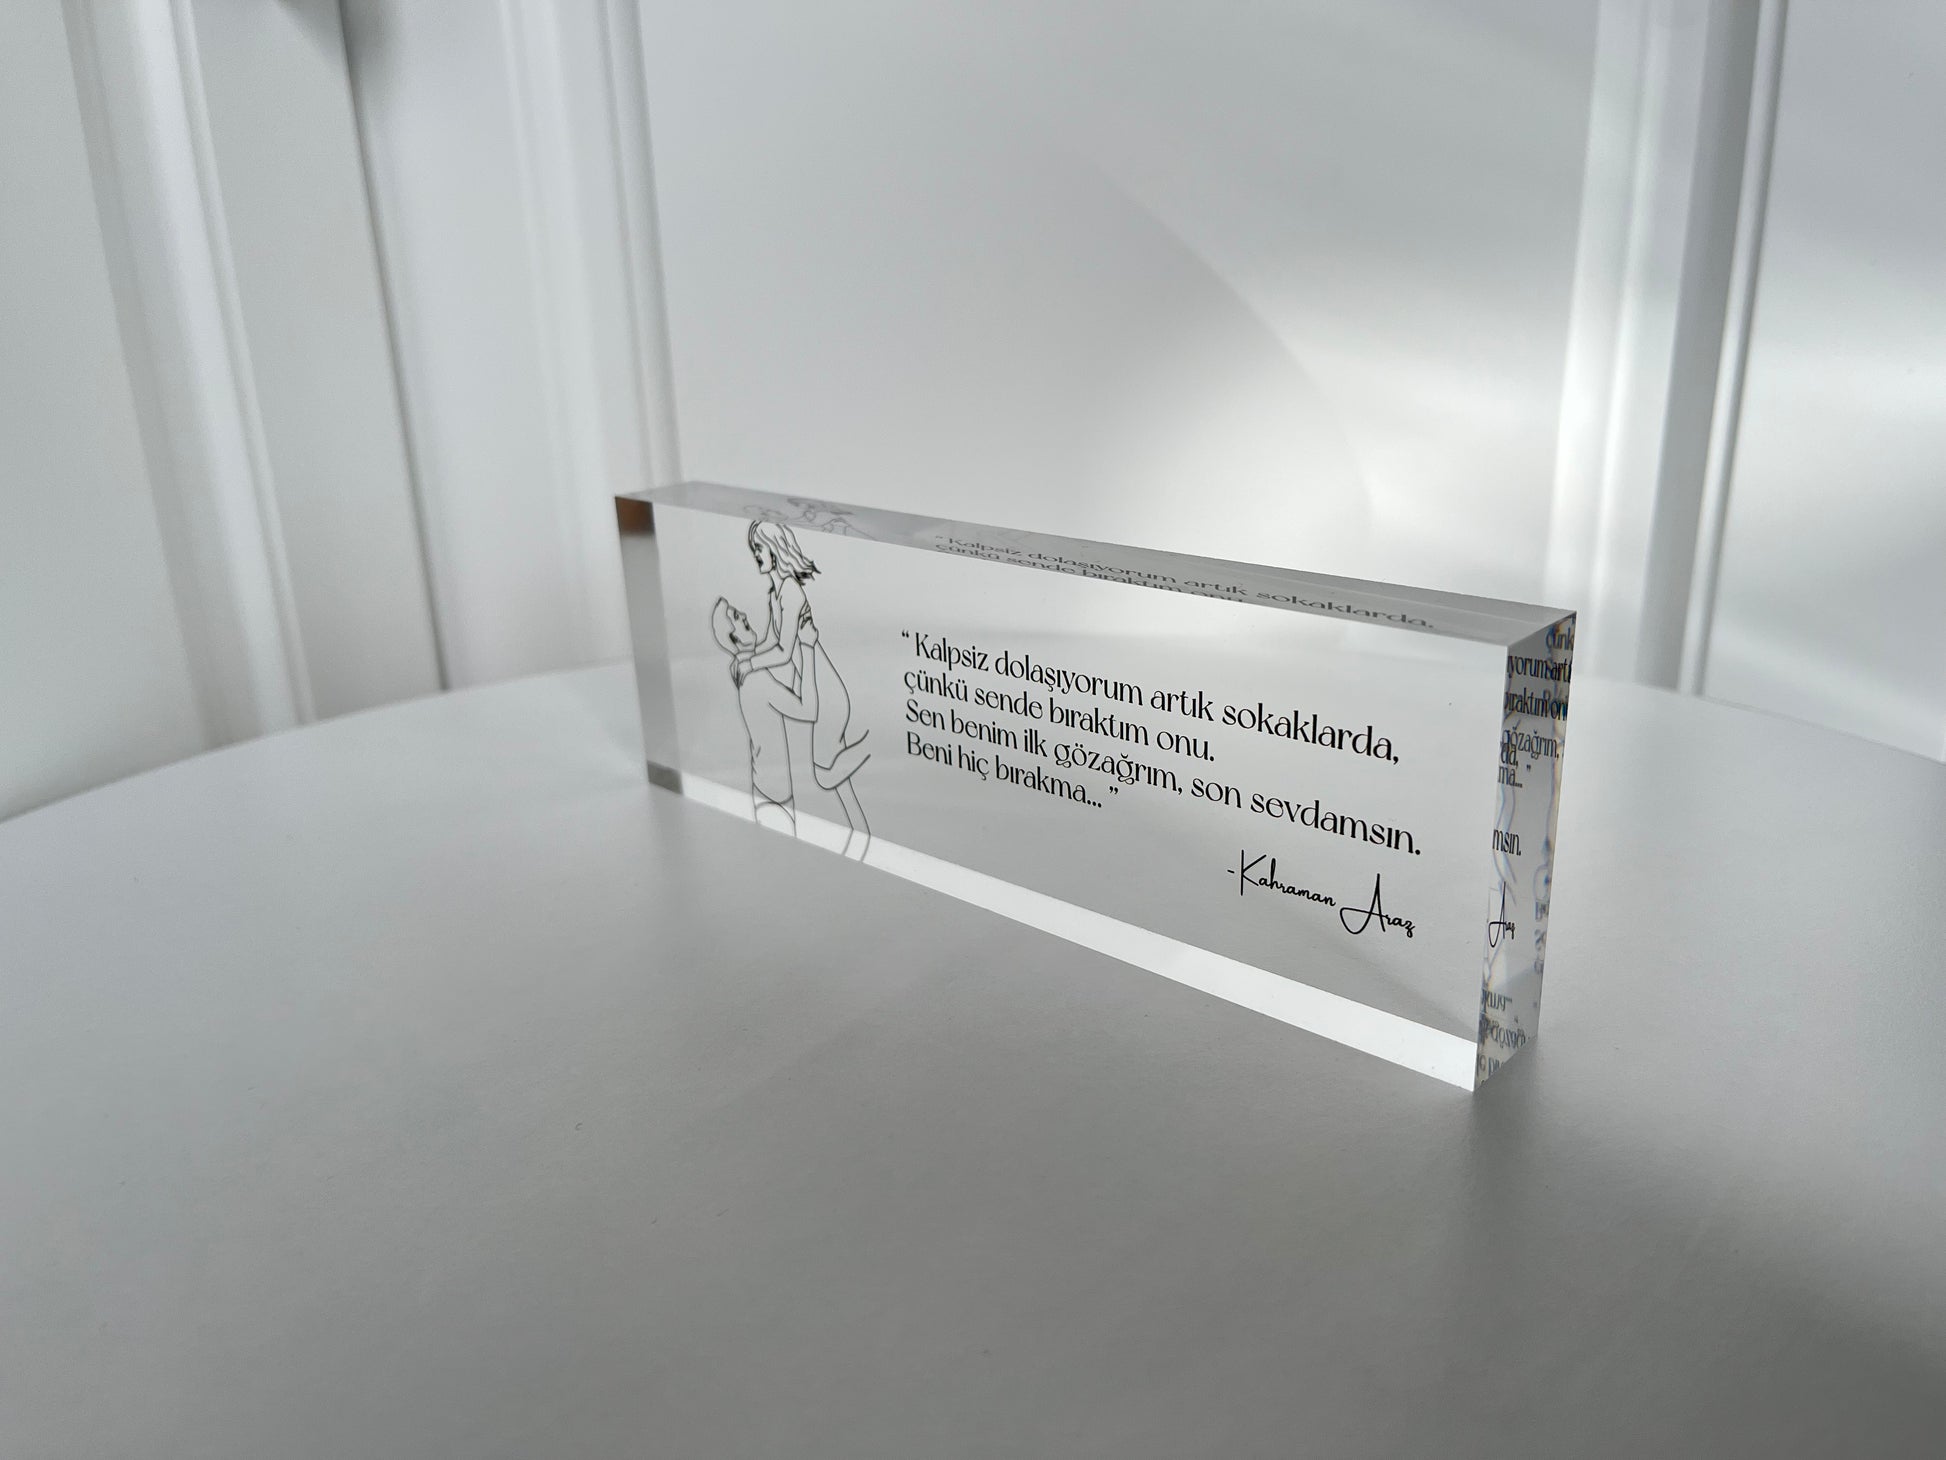 “ Kalpsiz dolaşıyorum artık sokaklarda,
çünkü sende bıraktım onu.
Sen benim ilk gözağrım, son sevdamsın.
Beni hiç bırakma... ”
-Kahraman Araz